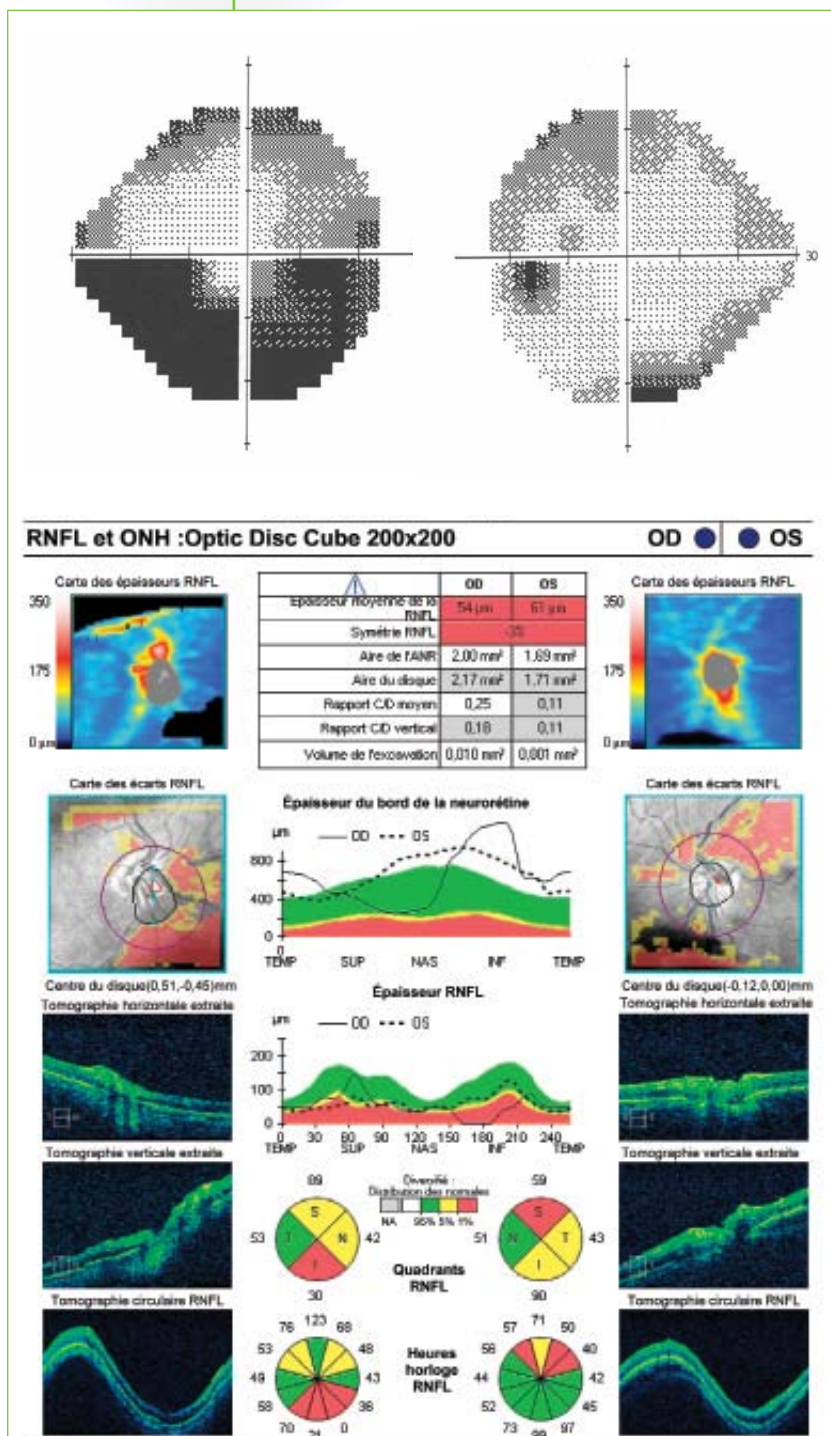 30
RNFL et ONH :Optic Disc Cube 200x200 OD OS
Carte des épaisseurs RNFL
350
175
0 µm
OD OS
Epaisseur moyenne de la RNFL 54 µm 61 µm
Symétrie RNFL
Aire de l'ANR 2,00 mm² 1,69 mm²
Aire du disque 2,17 mm² 1,71 mm²
Rapport C/D moyen 0,25 0,11
Rapport C/D vertical 0,18 0,11
Volume de l'excavation 0,010 mm³ 0,001 mm³
Carte des épaisseurs RNFL
350
175
0 µm
Carte des écarts RNFL
Centre du disque(0,51,-0,45)mm
Épaisseur du bord de la neurorétine
µm OD OS
800
400
0
0
TEMP SUP NAS INF TEMP
Carte des écarts RNFL
Centre du disque(-0,12,0,00)mm
Tomographie horizontale extraite
Épaisseur RNFL
µm OD OS
200
100
0
0 30 60 90 120 150 180 210 240
TEMP SUP NAS INF TEMP
Tomographie horizontale extraite
Tomographie verticale extraite
Tomographie verticale extraite
Diversifié :
Distribution des normales
NA 95% 5% 1%
89
S
53 T N 42
I
30
Quadrants
RNFL
59
S
51 N T 43
I
90
Tomographie circulaire RNFL
Tomographie circulaire RNFL
Heures
horloge
RNFL
123
76 68
53 48
49 43
58 36
70 0
71
57 50
56 40
44 42
52 45
73 97